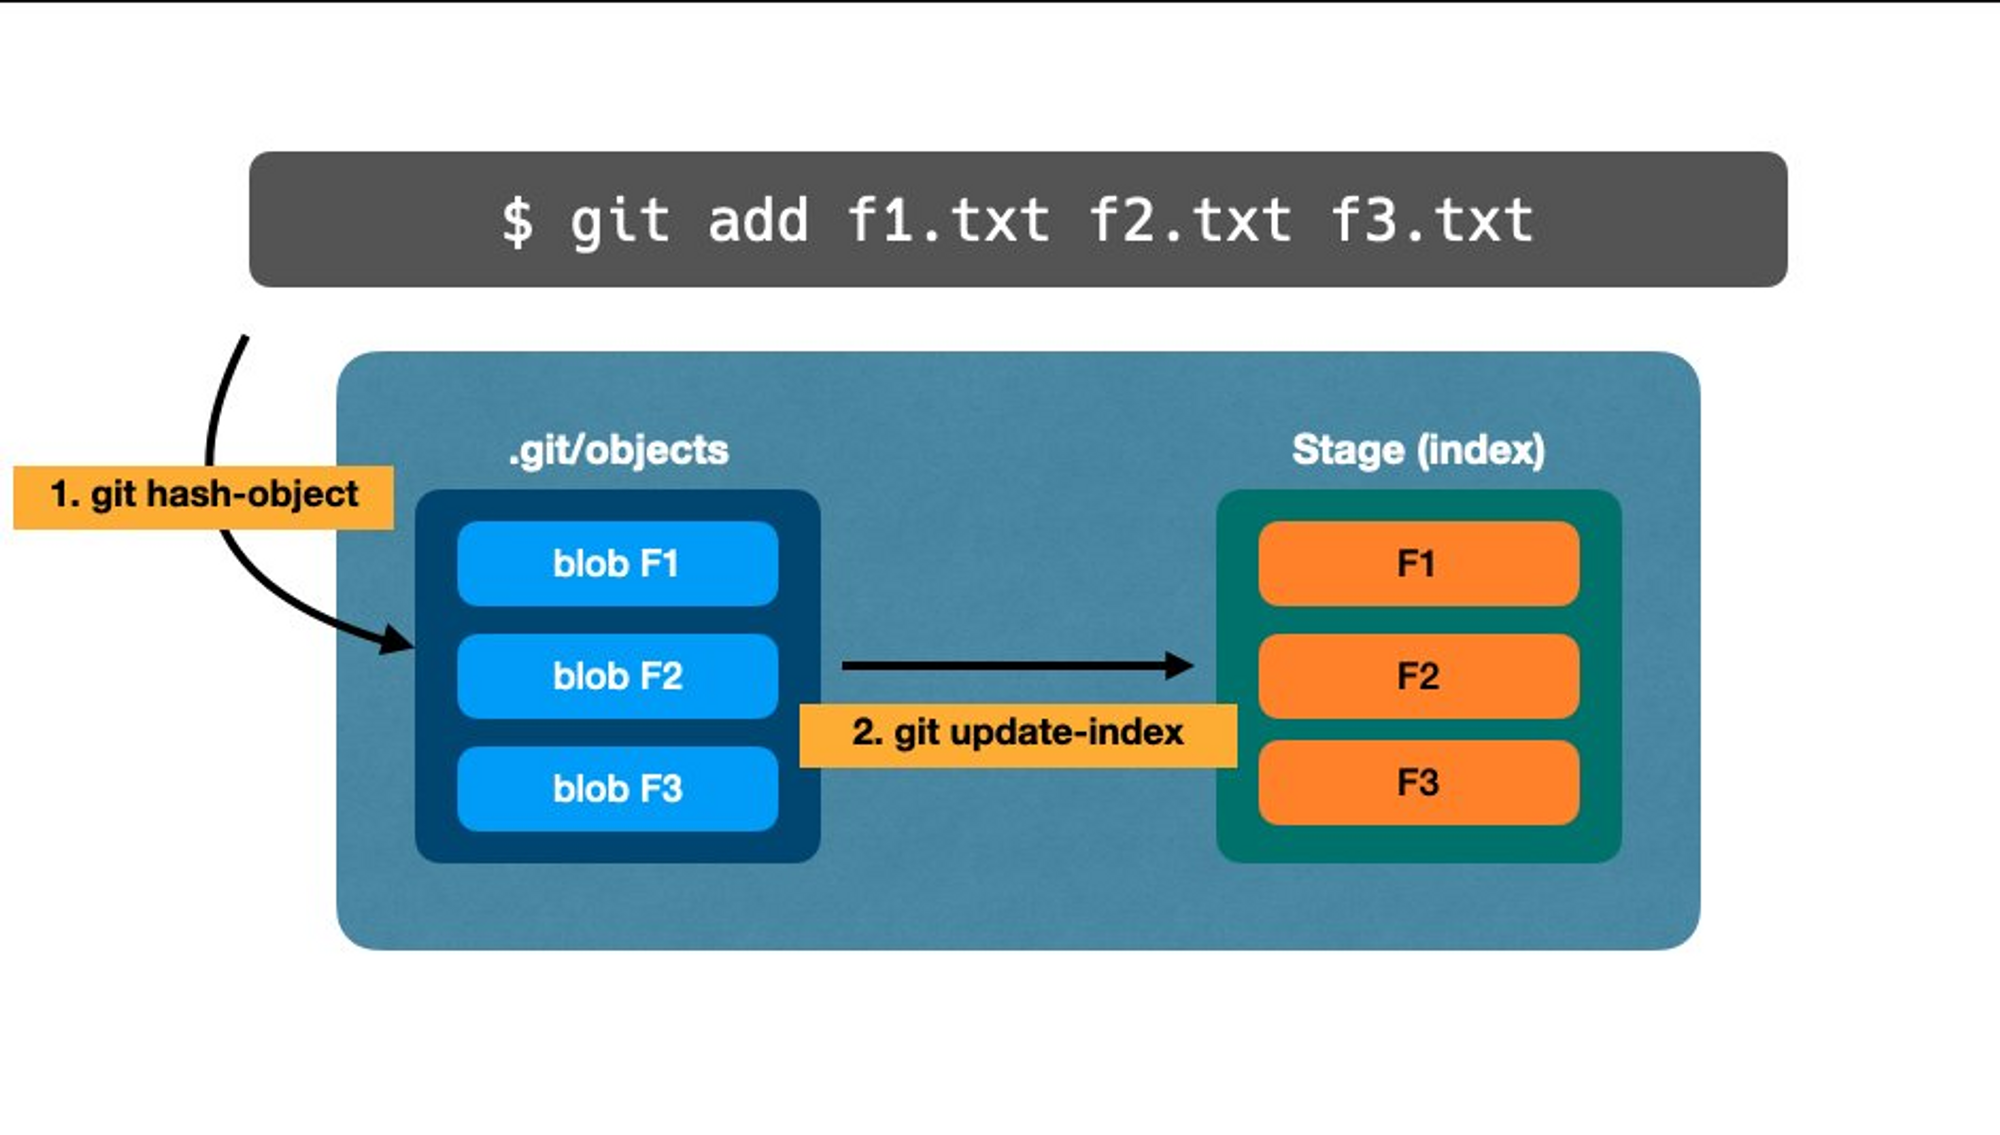 $ git add f1.txt f2.txt f3.txt
.git/objects
Stage (index)
1. git hash-object
blob F1
F1
blob F2
F2
2. git update-index
blob F3
F3